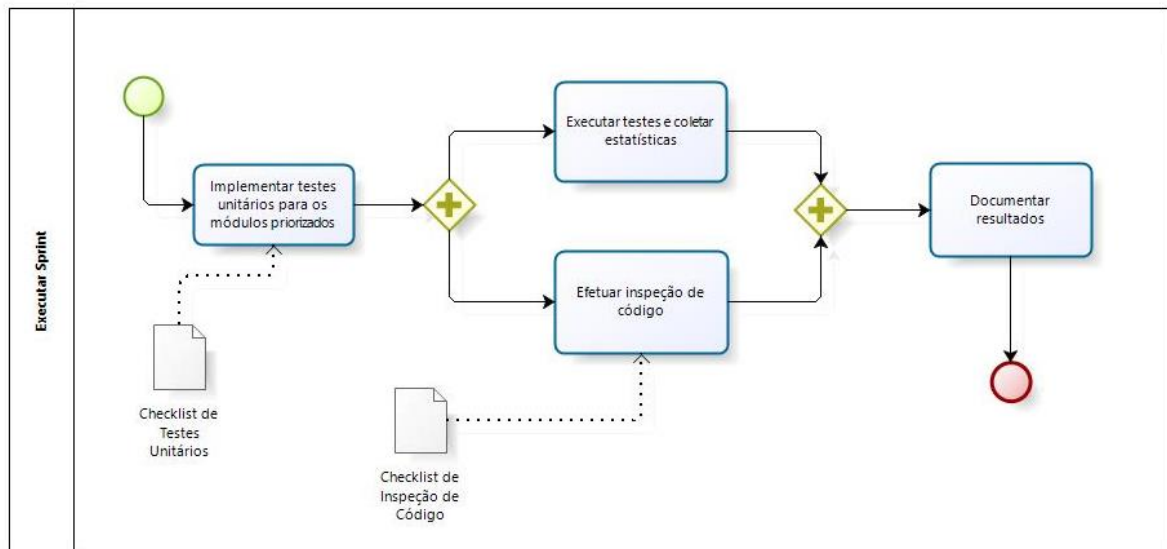 Executar Sprint
Implementar testes
unitários para os
módulos priorizados
Executar testes e coletar
estatísticas
Efetuar inspeção de
código
Documentar
resultados
Checklist de
Testes
Unitários
Checklist de
Inspeção de
Código